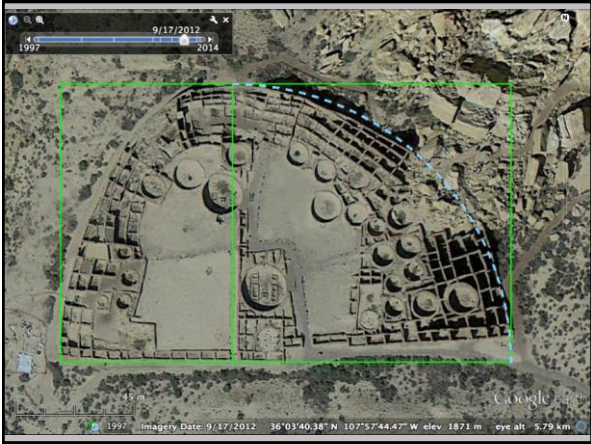 9/17/2012
1997
2014
N
45 m
1997
Imagery Date: 9/17/2012 36°03'40.38" N 107°57'44.47" W elev 1871 m eye alt 5.79 km
Google earth